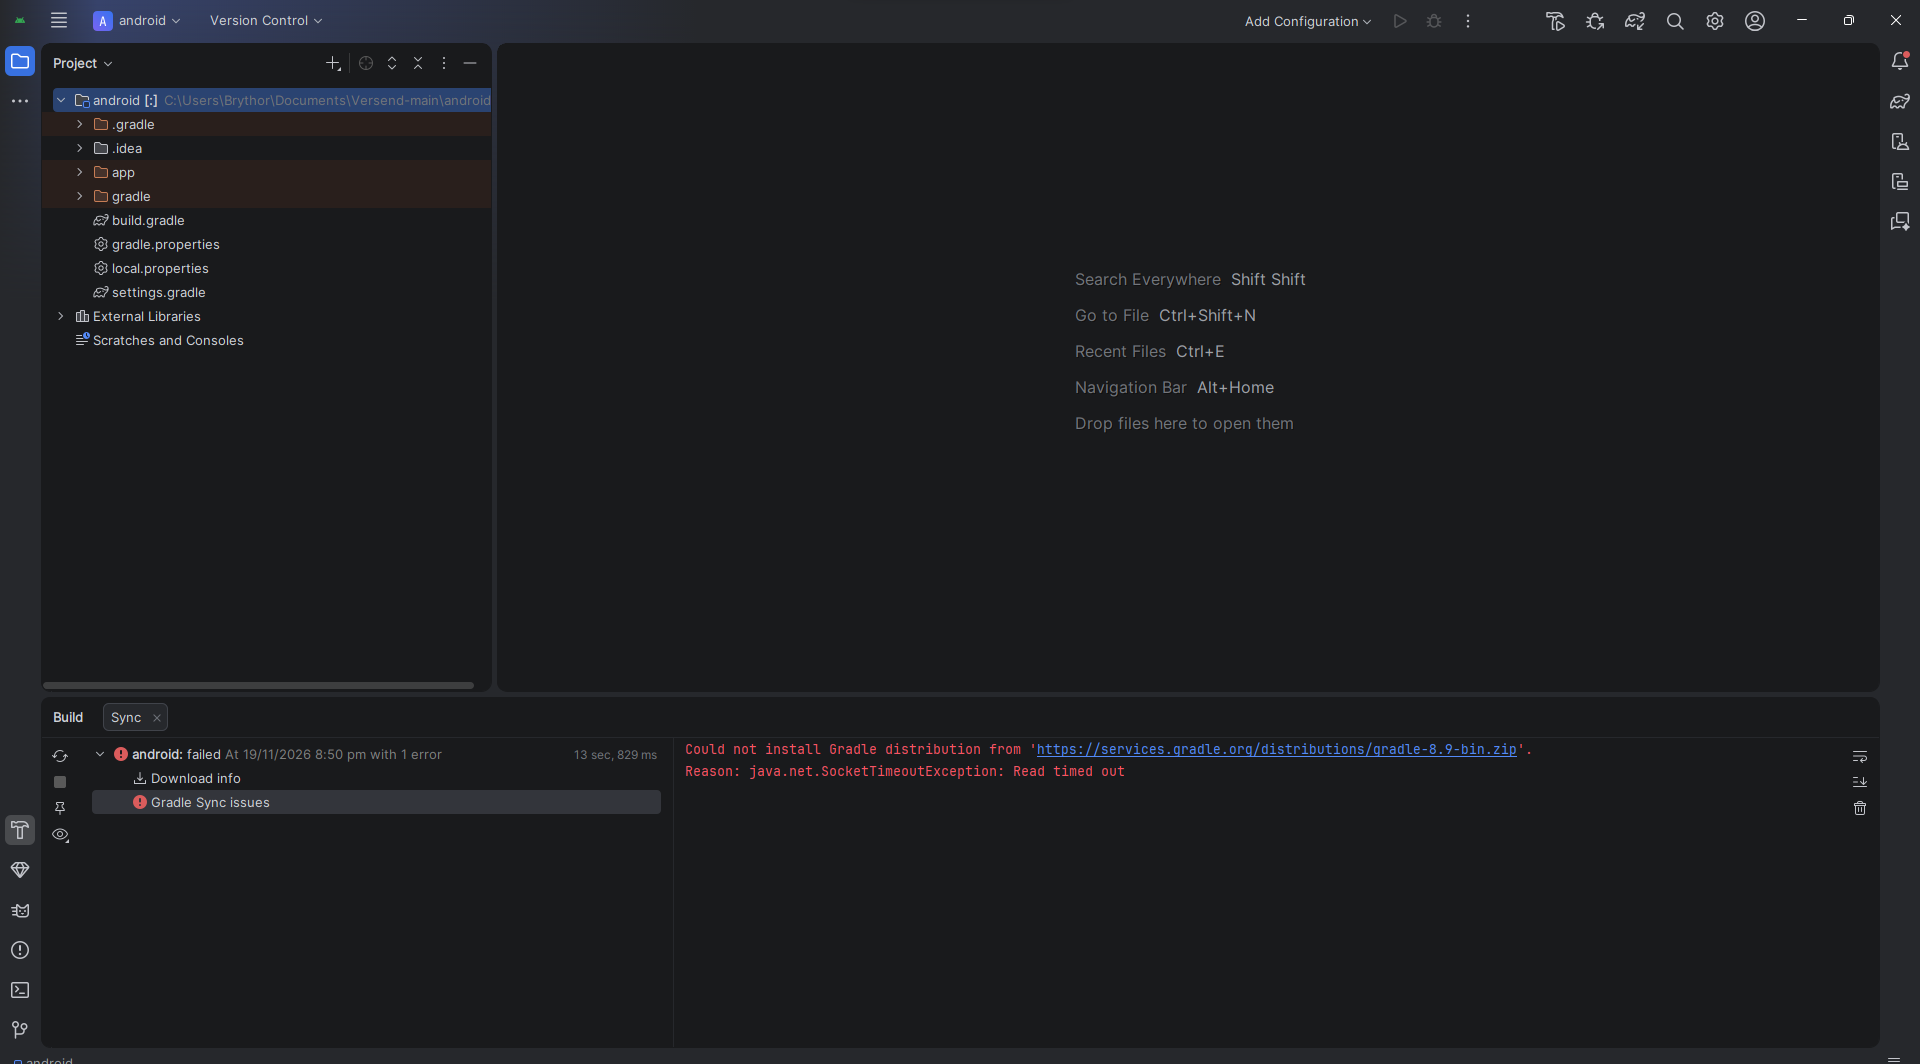 A android
Version Control
Add Configuration
Project
android [:] C:\Users\Brythor\Documents\Versend-main\android
.gradle
.idea
app
gradle
build.gradle
gradle.properties
local.properties
settings.gradle
External Libraries
Scratches and Consoles
Search Everywhere Shift Shift
Go to File Ctrl+Shift+N
Recent Files Ctrl+E
Navigation Bar Alt+Home
Drop files here to open them
Build
Sync
android: failed At 19/11/2026 8:50 pm with 1 error 13 sec, 829 ms
Download info
Gradle Sync issues
Could not install Gradle distribution from 'https://services.gradle.org/distributions/gradle-8.9-bin.zip'.
Reason: java.net.SocketTimeoutException: Read timed out
android